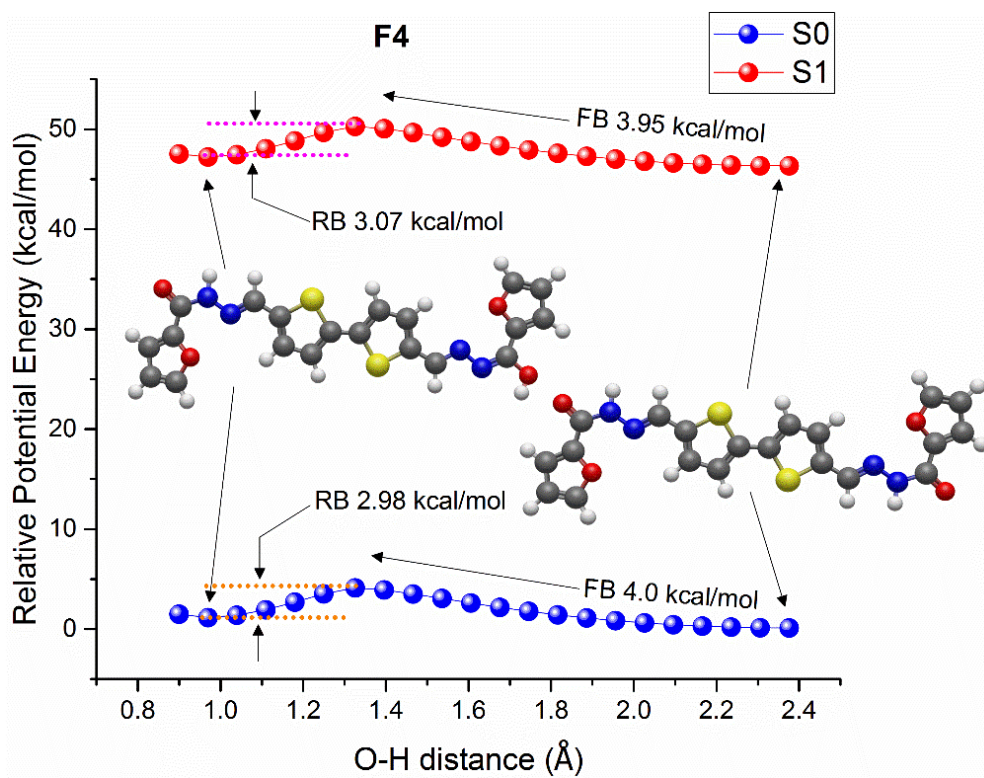 F4
S0
S1
50
FB 3.95 kcal/mol
RB 3.07 kcal/mol
40
30
20
RB 2.98 kcal/mol
10
FB 4.0 kcal/mol
0
Relative Potential Energy (kcal/mol)
0.8 1.0 1.2 1.4 1.6 1.8 2.0 2.2 2.4
O-H distance (Å)